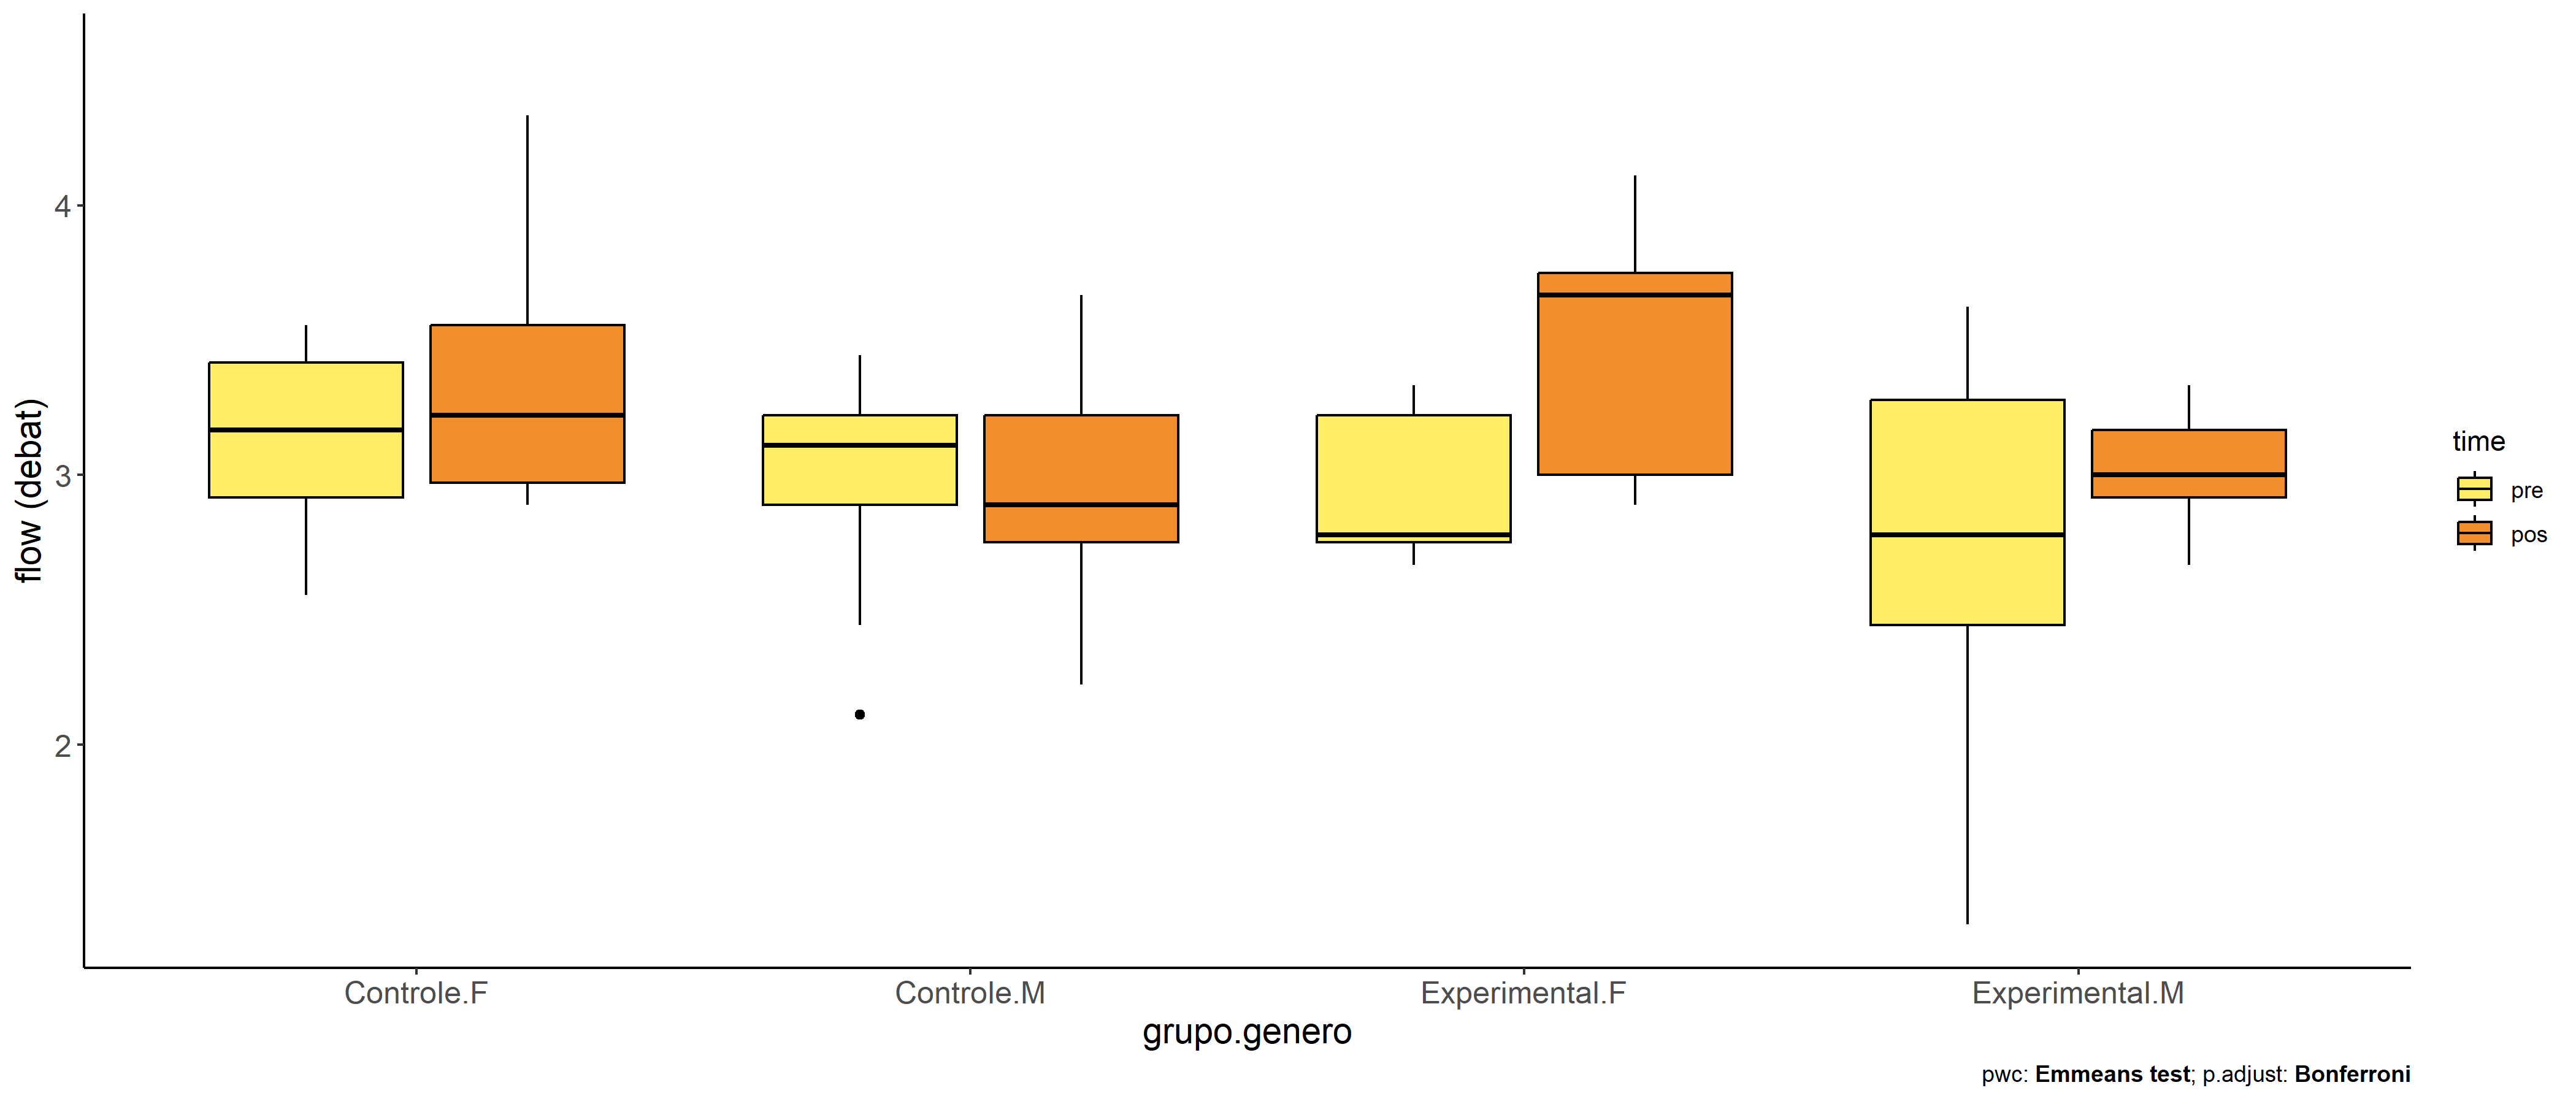 flow (debat)
4
3
2
Controle.F
Controle.M
Experimental.F
Experimental.M
grupo.genero
time
pre
pos
pwc: Emmeans test; p.adjust: Bonferroni